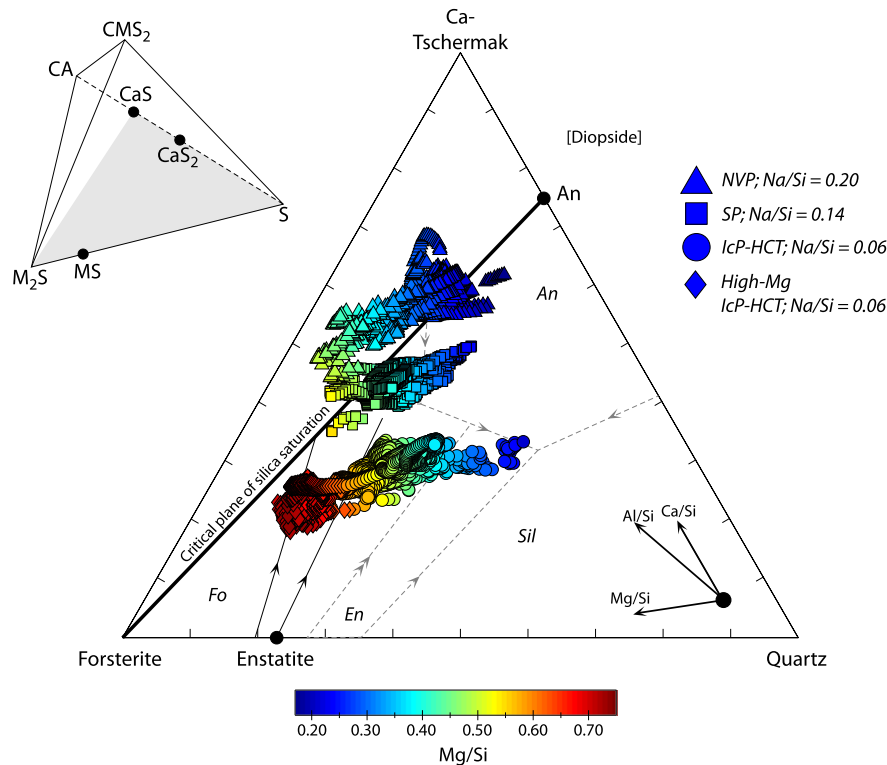 Ca-
Tschermak
CMS₂
CA
CaS
CaS₂
S
M₂S
MS
[Diopside]
NVP; Na/Si = 0.20
SP; Na/Si = 0.14
IcP-HCT; Na/Si = 0.06
High-Mg
IcP-HCT; Na/Si = 0.06
An
An
Critical plane of silica saturation
Al/Si
Ca/Si
Mg/Si
Sil
Fo
En
Forsterite
Enstatite
Quartz
0.20 0.30 0.40 0.50 0.60 0.70
Mg/Si